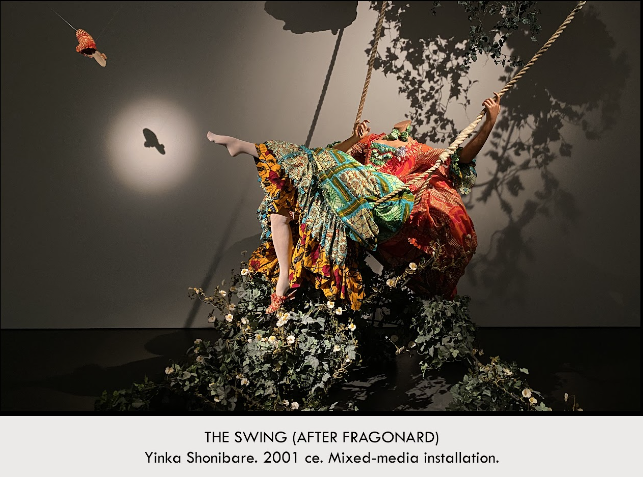 THE SWING (AFTER FRAGONARD)
Yinka Shonibare. 2001 ce. Mixed-media installation.